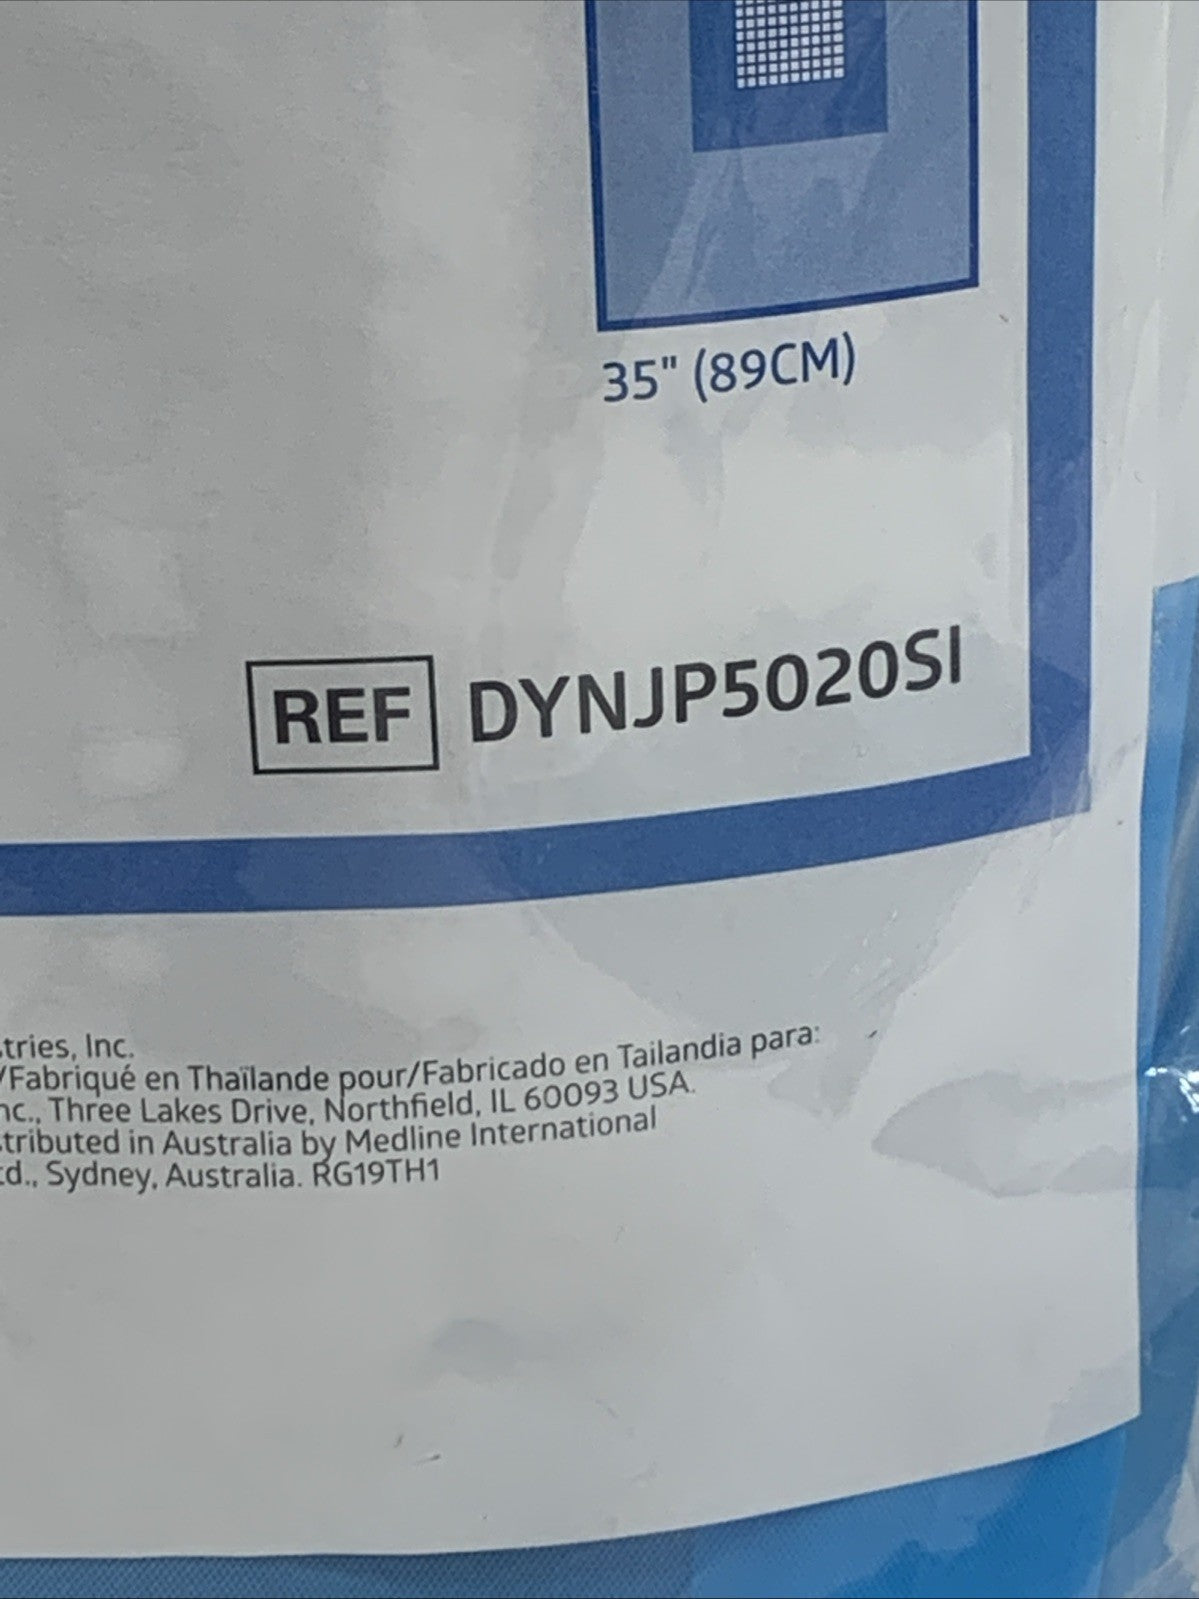 35" (89CM)
REF DYNJP5020SI
tries, Inc.
/Fabriqué en Thaïlande pour/Fabricado en Tailandia para:
nc., Three Lakes Drive, Northfield, IL 60093 USA.
tributed in Australia by Medline International
td., Sydney, Australia. RG19TH1